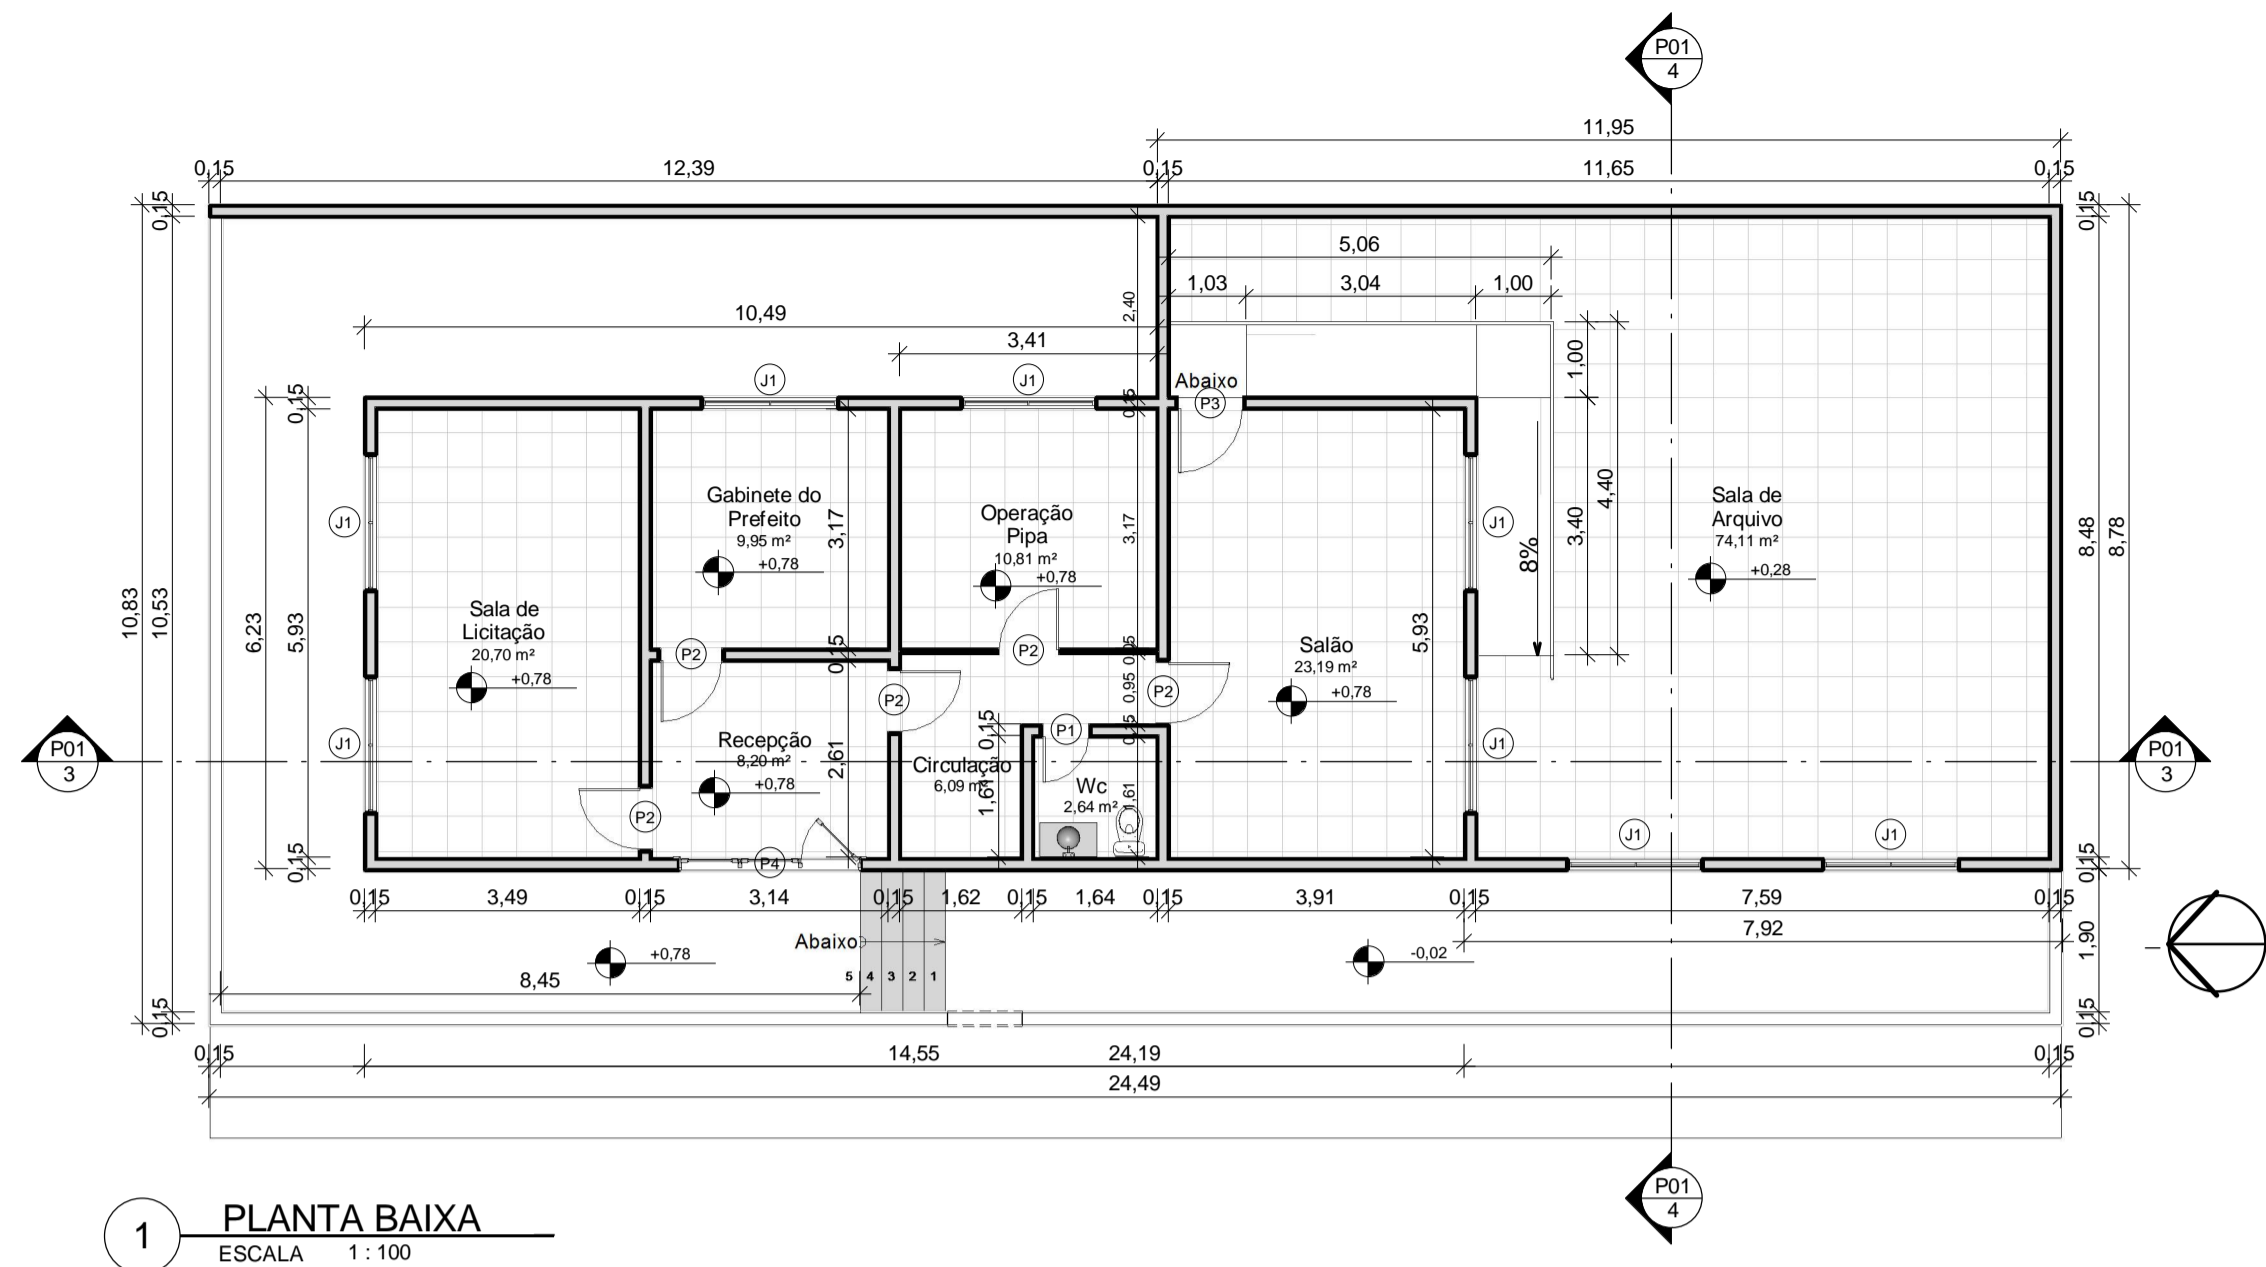 P01
4
11,95
0,15
12,39
0,15
11,65
0,15
0,15
0,15
5,06
1,03
3,04
1,00
2,40
10,49
3,41
1,00
J1
J1
Abaixo
P3
0,15
0,15
4,40
3,40
8%
J1
J1
Gabinete do
Prefeito
9,95 m²
+0,78
3,17
Operação
Pipa
10,81 m²
+0,78
3,17
Sala de
Arquivo
74,11 m²
+0,28
8,48
8,78
10,83
10,53
6,23
5,93
Sala de
Licitação
20,70 m²
+0,78
P2
0,15
P2
0,05
Salão
23,19 m²
+0,78
5,93
P2
0,95
P2
P01
3
J1
Recepção
8,20 m²
+0,78
2,61
0,15
P1
0,15
Circulação
6,09 m²
1,61
Wc
2,64 m²
1,61
J1
P01
3
P2
P4
J1
J1
0,15
0,15
0,15
3,49
0,15
3,14
0,15
1,62
0,15
1,64
0,15
3,91
0,15
7,59
0,15
7,92
1,90
Abaixo
+0,78
-0,02
5
4
3
2
1
8,45
0,15
0,15
0,15
14,55
24,19
0,15
24,49
P01
4
1
PLANTA BAIXA
ESCALA 1 : 100